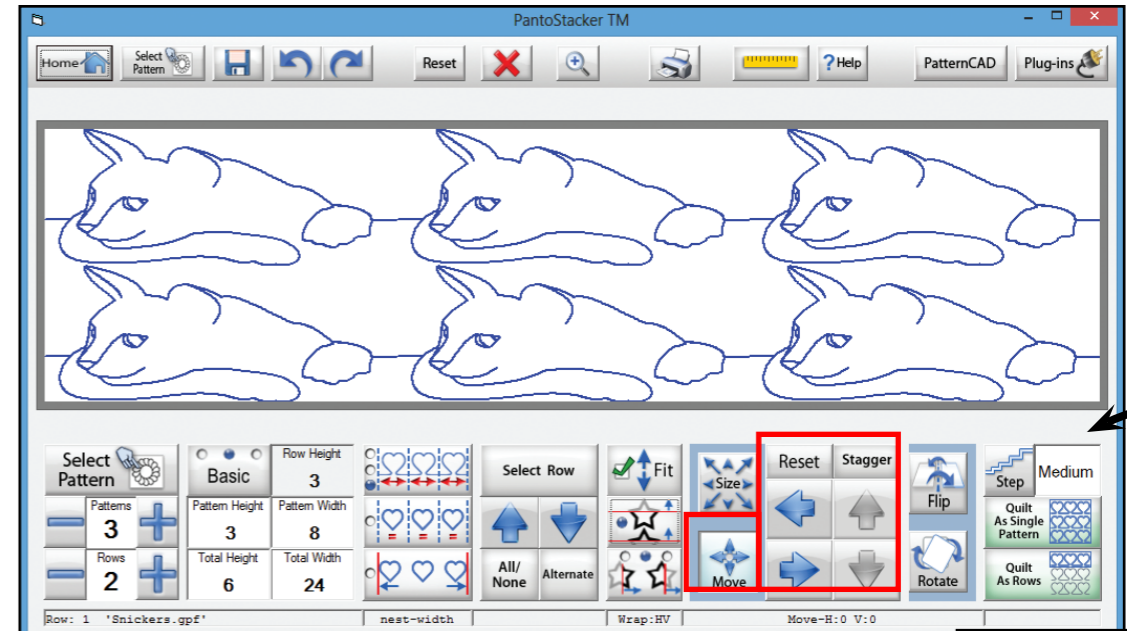 PantoStacker TM
Home
Select
Pattern
Reset
? Help
PatternCAD
Plug-ins
Select
Pattern
Basic
Row Height
3
Patterns
3
Pattern Height
3
Pattern Width
8
Rows
2
Total Height
6
Total Width
24
Select Row
All/
None
Alternate
Fit
Size
Move
Reset
Stagger
Flip
Rotate
Step
Medium
Quilt
As Single
Pattern
Quilt
As Rows
Row: 1 'Snickers.gpf'
nest-width
Wrap:HV
Move-H:0 V:0